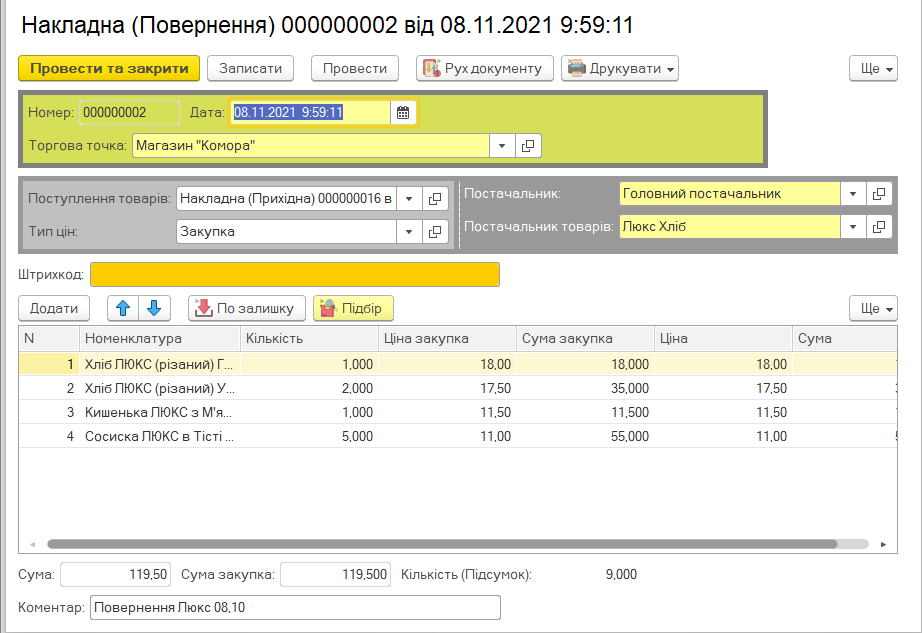 Накладна (Повернення) 000000002 від 08.11.2021 9:59:11
Провести та закрити Записати Провести Рух документу Друкувати Ще
Номер: 000000002 Дата: 08.11.2021 9:59:11
Торгова точка: Магазин "Комора"
Поступлення товарів: Накладна (Прихідна) 000000016 в Постачальник: Головний постачальник
Тип цін: Закупка Постачальник товарів: Люкс Хліб
Штрихкод:
Додати По залишку Підбір Ще
N Номенклатура Кількість Ціна закупка Сума закупка Ціна Сума
1 Хліб ЛЮКС (різаний) Г... 1,000 18,00 18,000 18,00
2 Хліб ЛЮКС (різаний) У... 2,000 17,50 35,000 17,50
3 Кишенька ЛЮКС з М'я... 1,000 11,50 11,500 11,50
4 Сосиска ЛЮКС в Тісті ... 5,000 11,00 55,000 11,00
Сума: 119,50 Сума закупка: 119,500 Кількість (Підсумок): 9,000
Коментар: Повернення Люкс 08,10